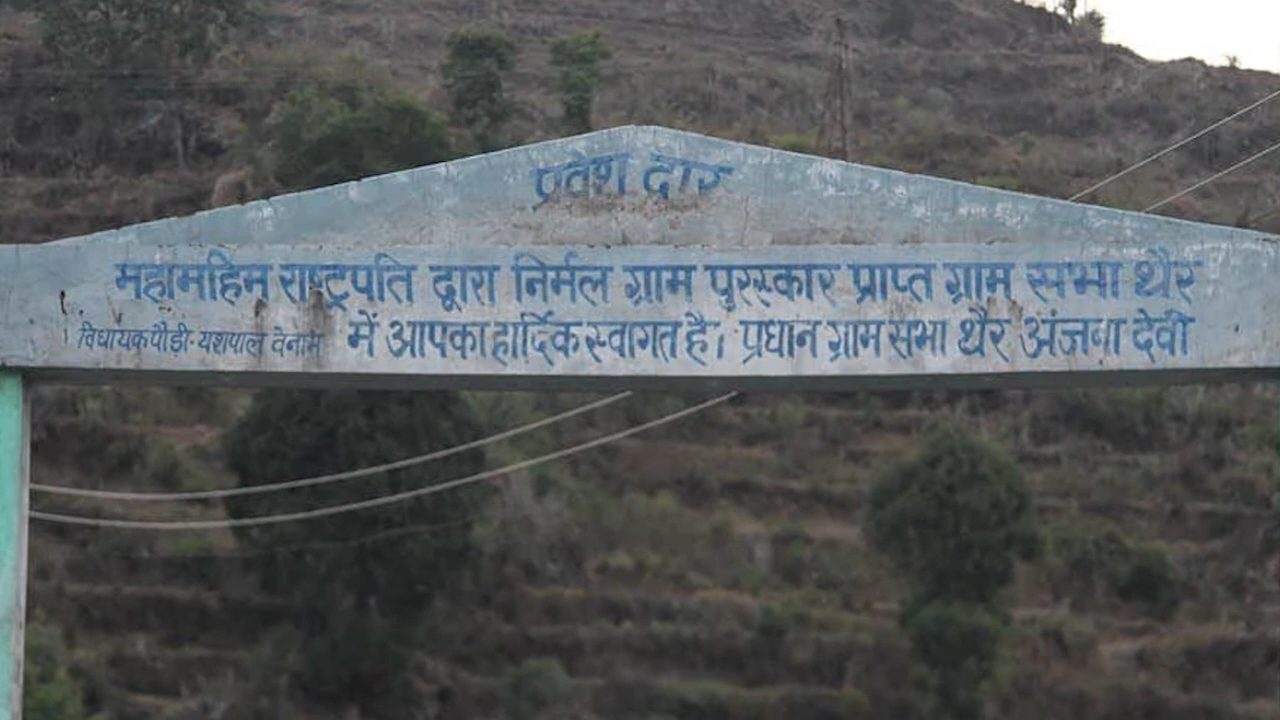 प्रवेश द्वार
महामहिम राष्ट्रपति द्वारा निर्मल ग्राम पुरस्कार प्राप्त ग्राम सभा थैर
विधायक पौड़ी- यशपाल वेनाम में आपका हार्दिक स्वागत है। प्रधान ग्राम सभा थैर अंजना देवी